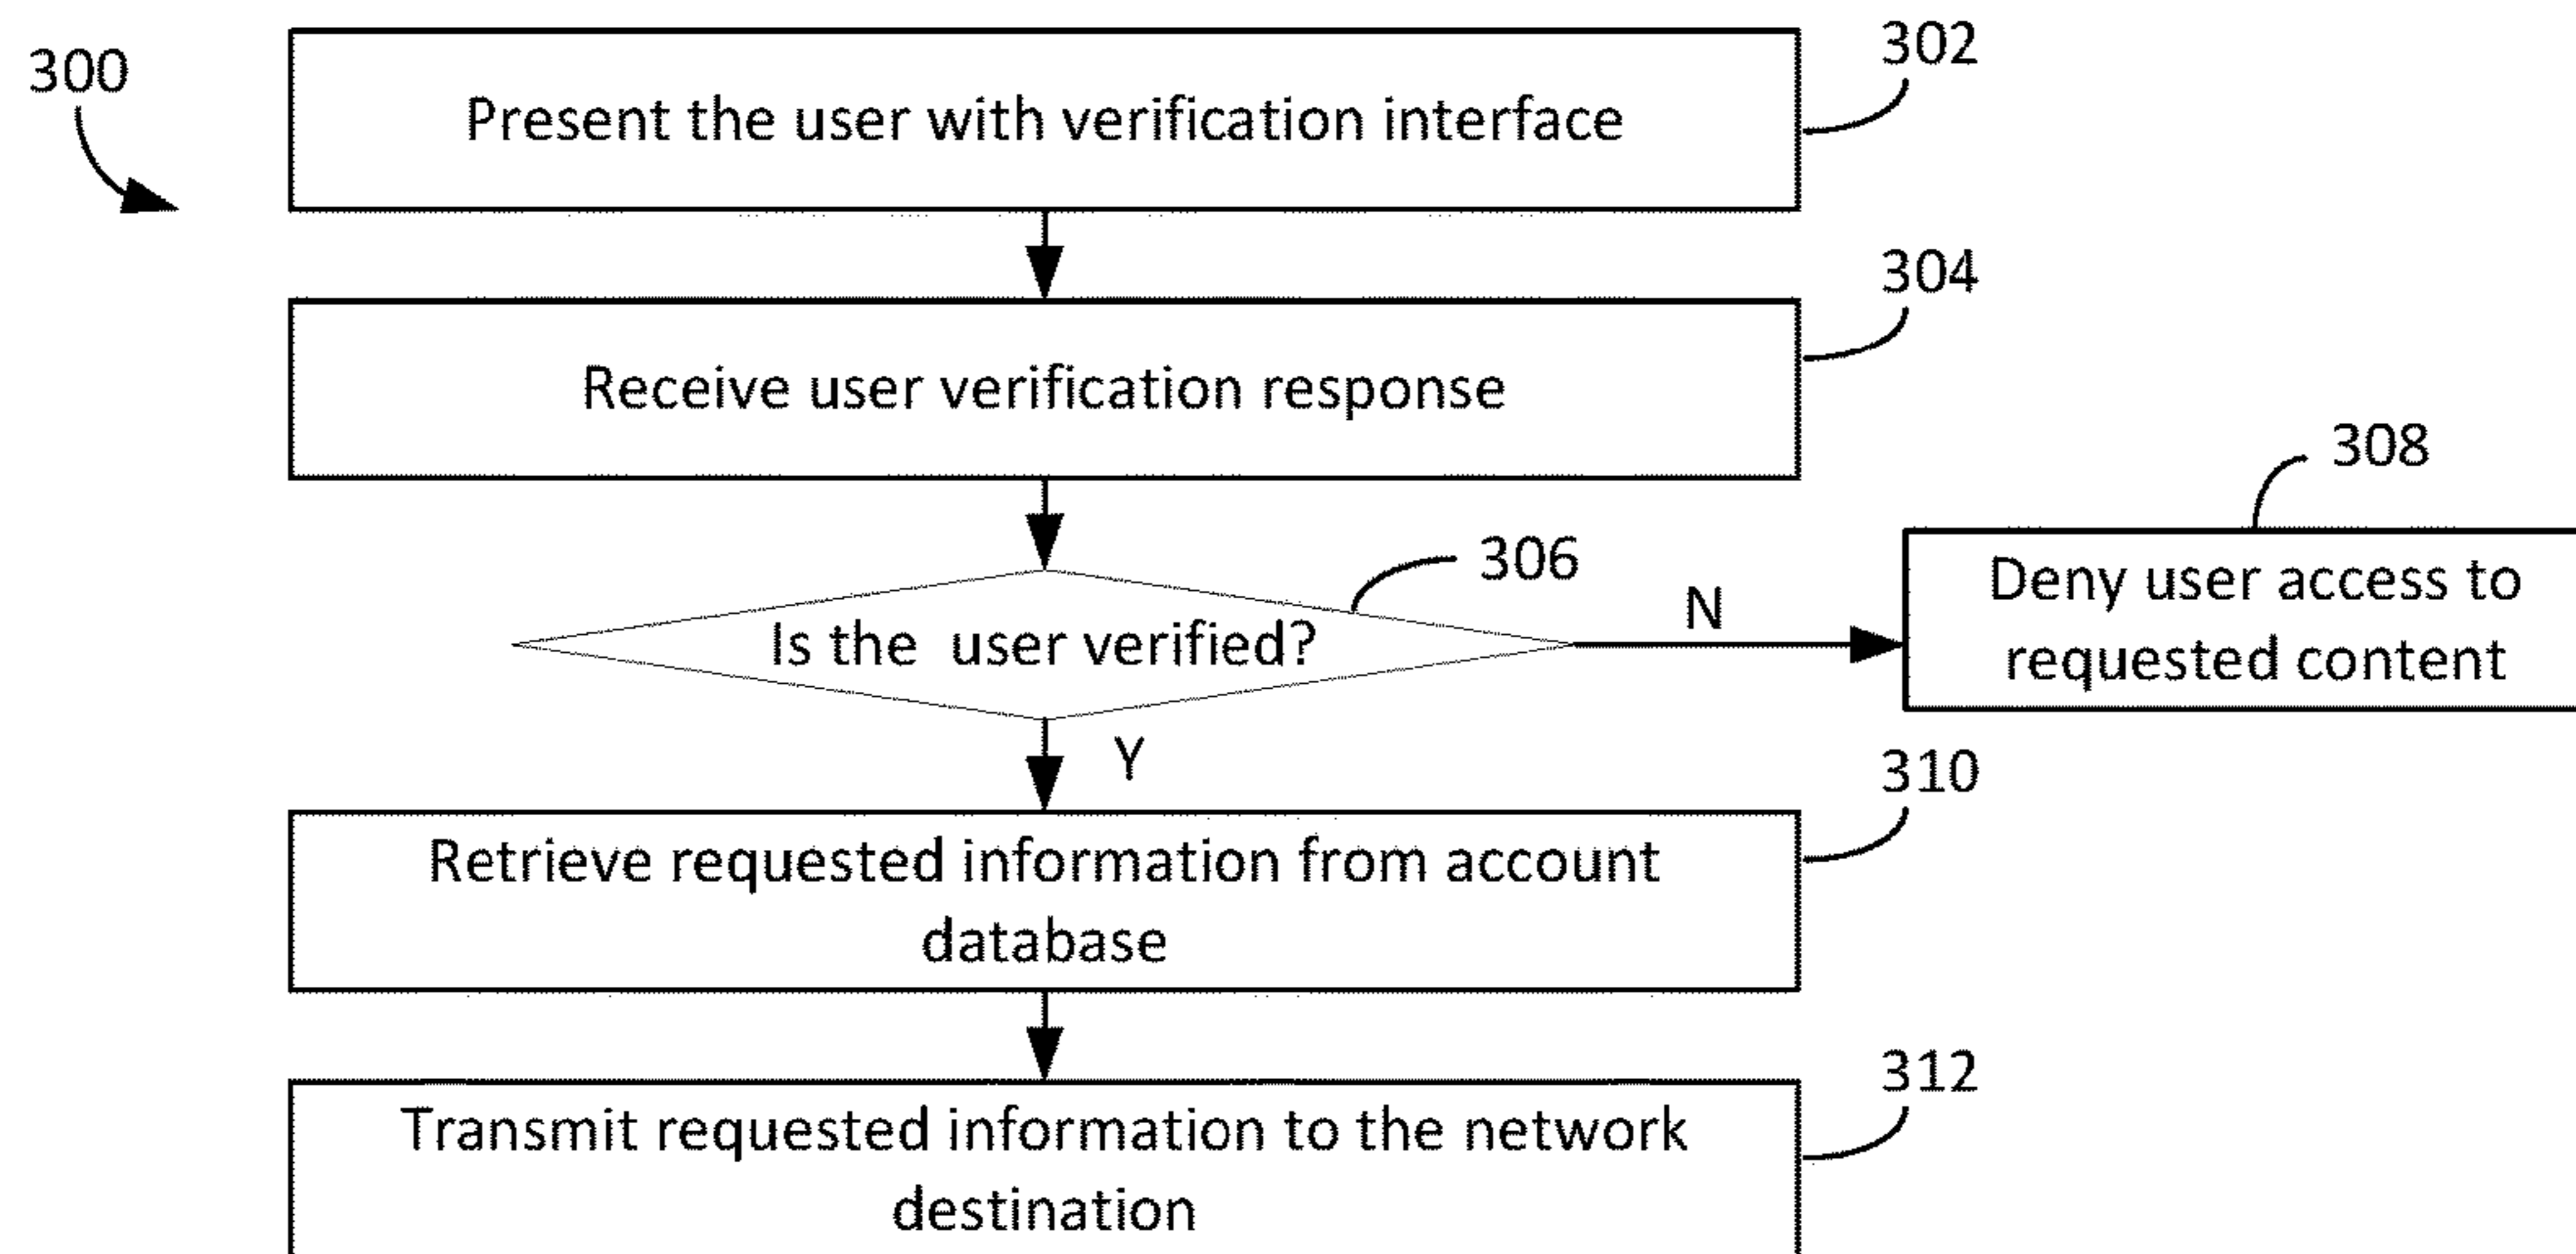 300
302
Present the user with verification interface
304
Receive user verification response
308
306
Is the  user verified?
N
Deny user access to
requested content
Y
310
Retrieve requested information from account
database
312
Transmit requested information to the network
destination